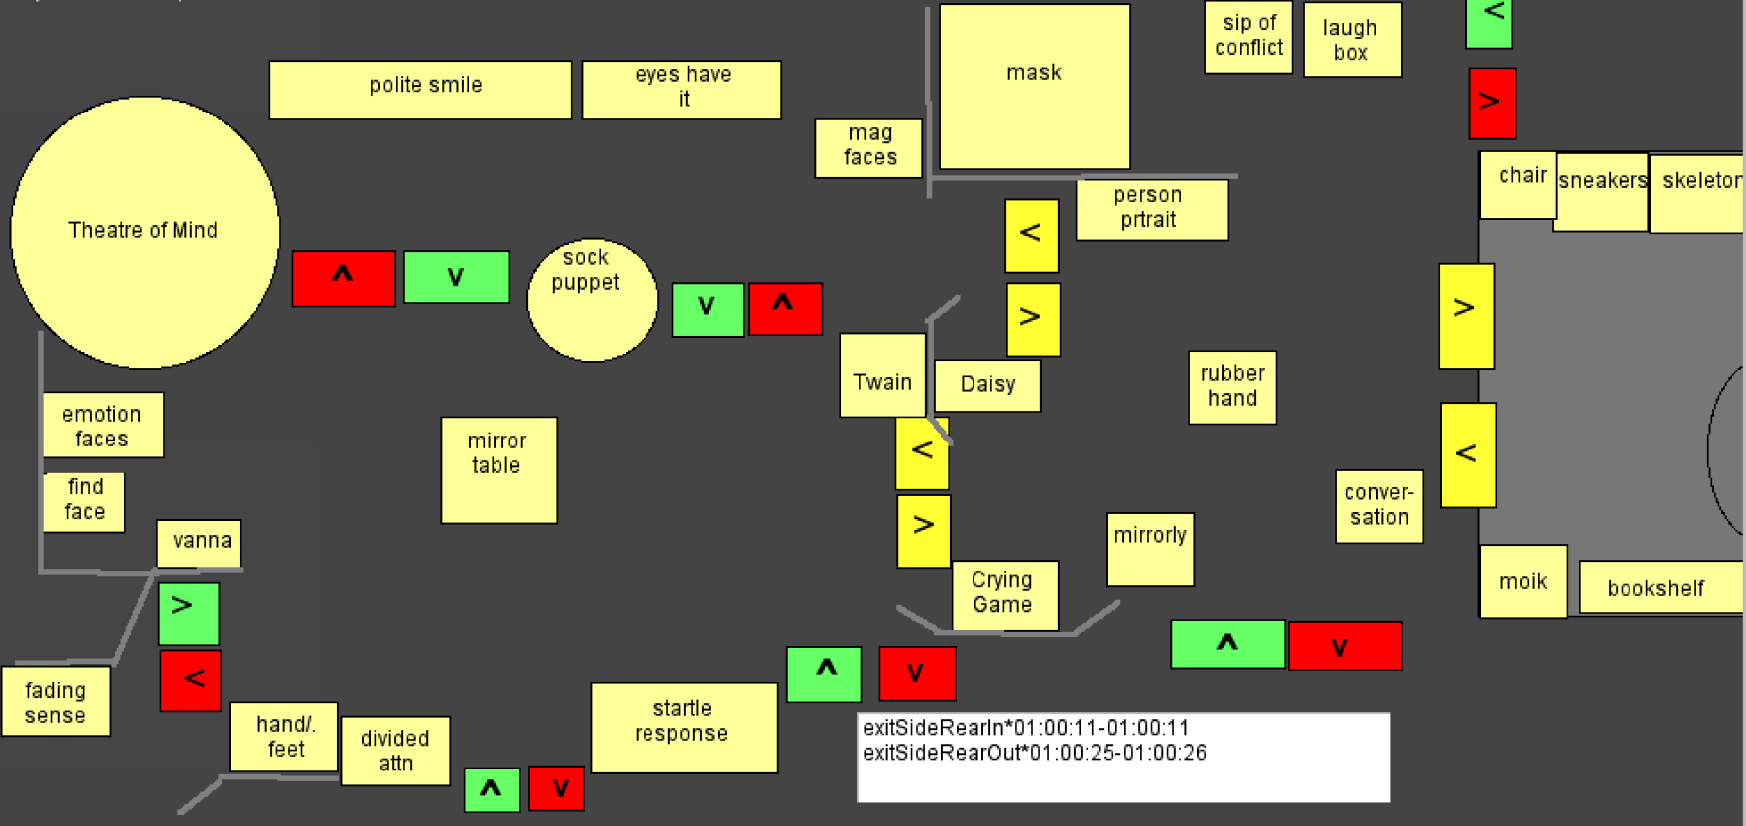 sip of
conflict
laugh
box
<
polite smile
eyes have
it
mask
>
mag
faces
chair
sneakers
skeleton
person
prtrait
Theatre of Mind
^
v
sock
puppet
v
^
<
>
>
Twain
Daisy
rubber
hand
emotion
faces
mirror
table
<
<
find
face
>
conver-
sation
vanna
mirrorly
Crying
Game
moik
bookshelf
>
<
^
v
fading
sense
hand/.
feet
divided
attn
startle
response
^
v
exitSideRearIn*01:00:11-01:00:11
exitSideRearOut*01:00:25-01:00:26
^
v